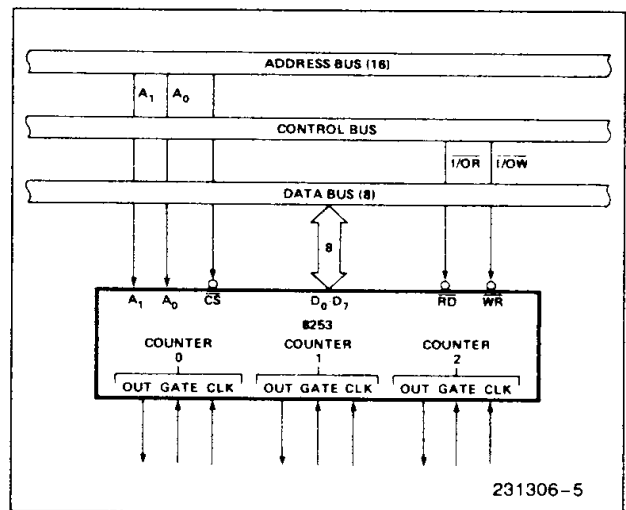 ADDRESS BUS (16)
A₁ A₀
CONTROL BUS
I/OR I/OW
DATA BUS (8)
8
A₁ A₀ CS D₀-D₇ RD WR
8253
COUNTER COUNTER COUNTER
0 1 2
OUT GATE CLK OUT GATE CLK OUT GATE CLK
231306-5